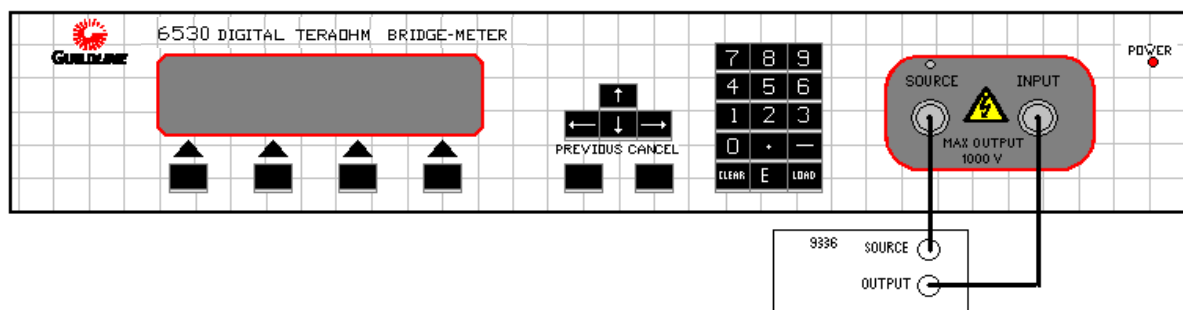 GUILDLINE
6530 DIGITAL TERAOHM BRIDGE-METER
PREVIOUS CANCEL
7 8 9
4 5 6
1 2 3
0 . —
CLEAR E LOAD
SOURCE INPUT
MAX OUTPUT
1000 V
POWER
9336 SOURCE
OUTPUT